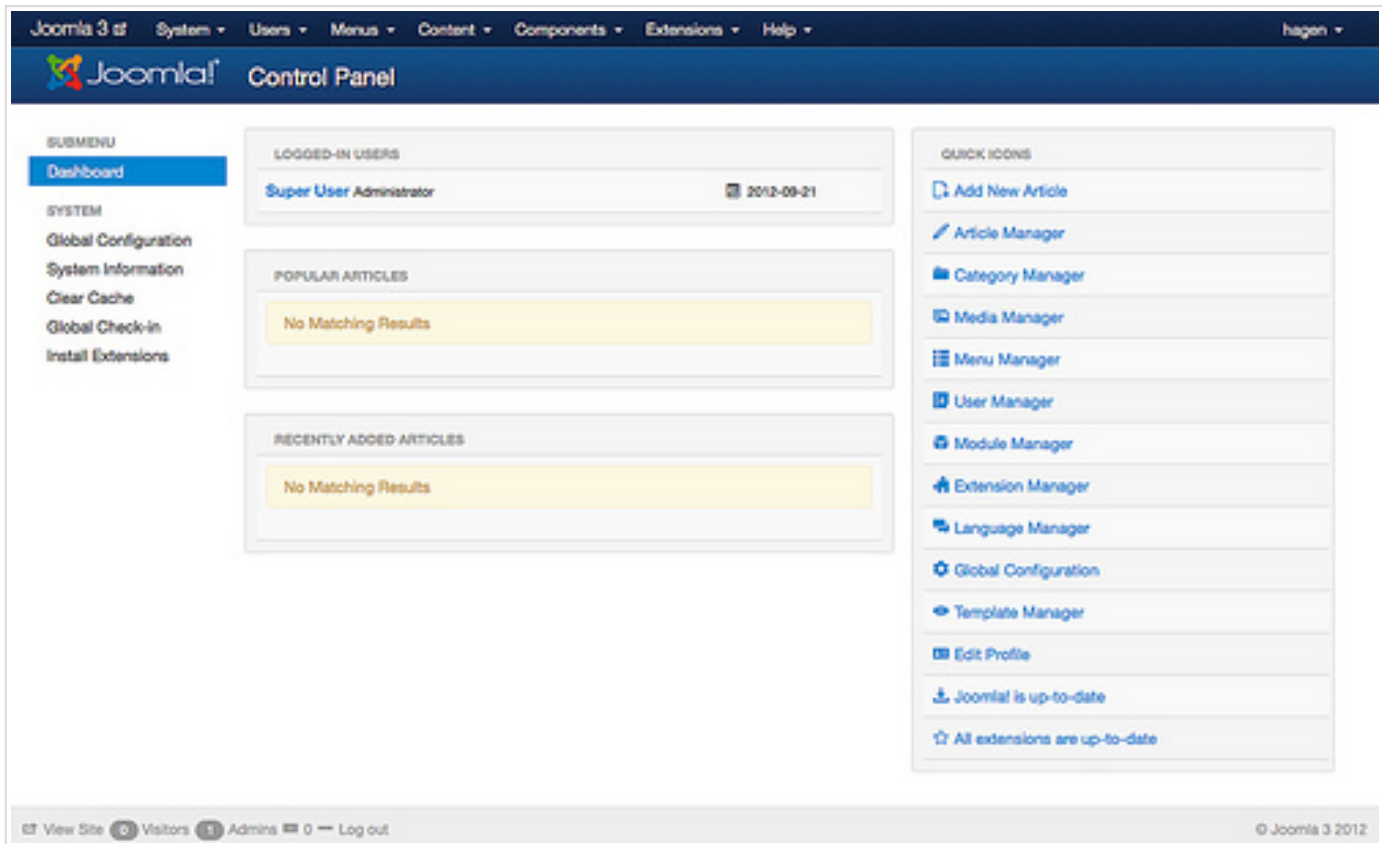 Joomla 3 System Users Menus Content Components Extensions Help hagen
Joomla! Control Panel
SUBMENU
Dashboard
SYSTEM
Global Configuration
System Information
Clear Cache
Global Check-in
Install Extensions
LOGGED-IN USERS
Super User Administrator 2012-09-21
POPULAR ARTICLES
No Matching Results
RECENTLY ADDED ARTICLES
No Matching Results
QUICK ICONS
Add New Article
Article Manager
Category Manager
Media Manager
Menu Manager
User Manager
Module Manager
Extension Manager
Language Manager
Global Configuration
Template Manager
Edit Profile
Joomla! is up-to-date
All extensions are up-to-date
View Site 0 Visitors 1 Admins 0 Log out © Joomla 3 2012